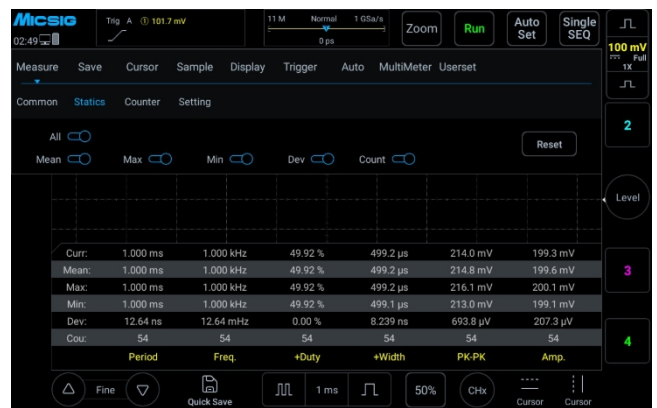 Micsig Trig A ① 101.7 mV 11 M Normal 1 GSa/s Zoom Run Auto Set Single SEQ
02:49 0 ps
100 mV
Full
1X
Measure Save Cursor Sample Display Trigger Auto MultiMeter Userset
Common Statics Counter Setting
2
All
Reset
Mean Max Min Dev Count
Level
Curr: 1.000 ms 1.000 kHz 49.92 % 499.2 μs 214.0 mV 199.3 mV
Mean: 1.000 ms 1.000 kHz 49.92 % 499.2 μs 214.8 mV 199.6 mV
Max: 1.000 ms 1.000 kHz 49.92 % 499.2 μs 216.1 mV 200.1 mV
3
Min: 1.000 ms 1.000 kHz 49.92 % 499.1 μs 213.0 mV 199.1 mV
Dev: 12.64 ns 12.64 mHz 0.00 % 8.239 ns 693.8 μV 207.3 μV
Cou: 54 54 54 54 54 54
4
Period Freq. +Duty +Width PK-PK Amp.
Fine Quick Save 1 ms 50% CHx Cursor Cursor